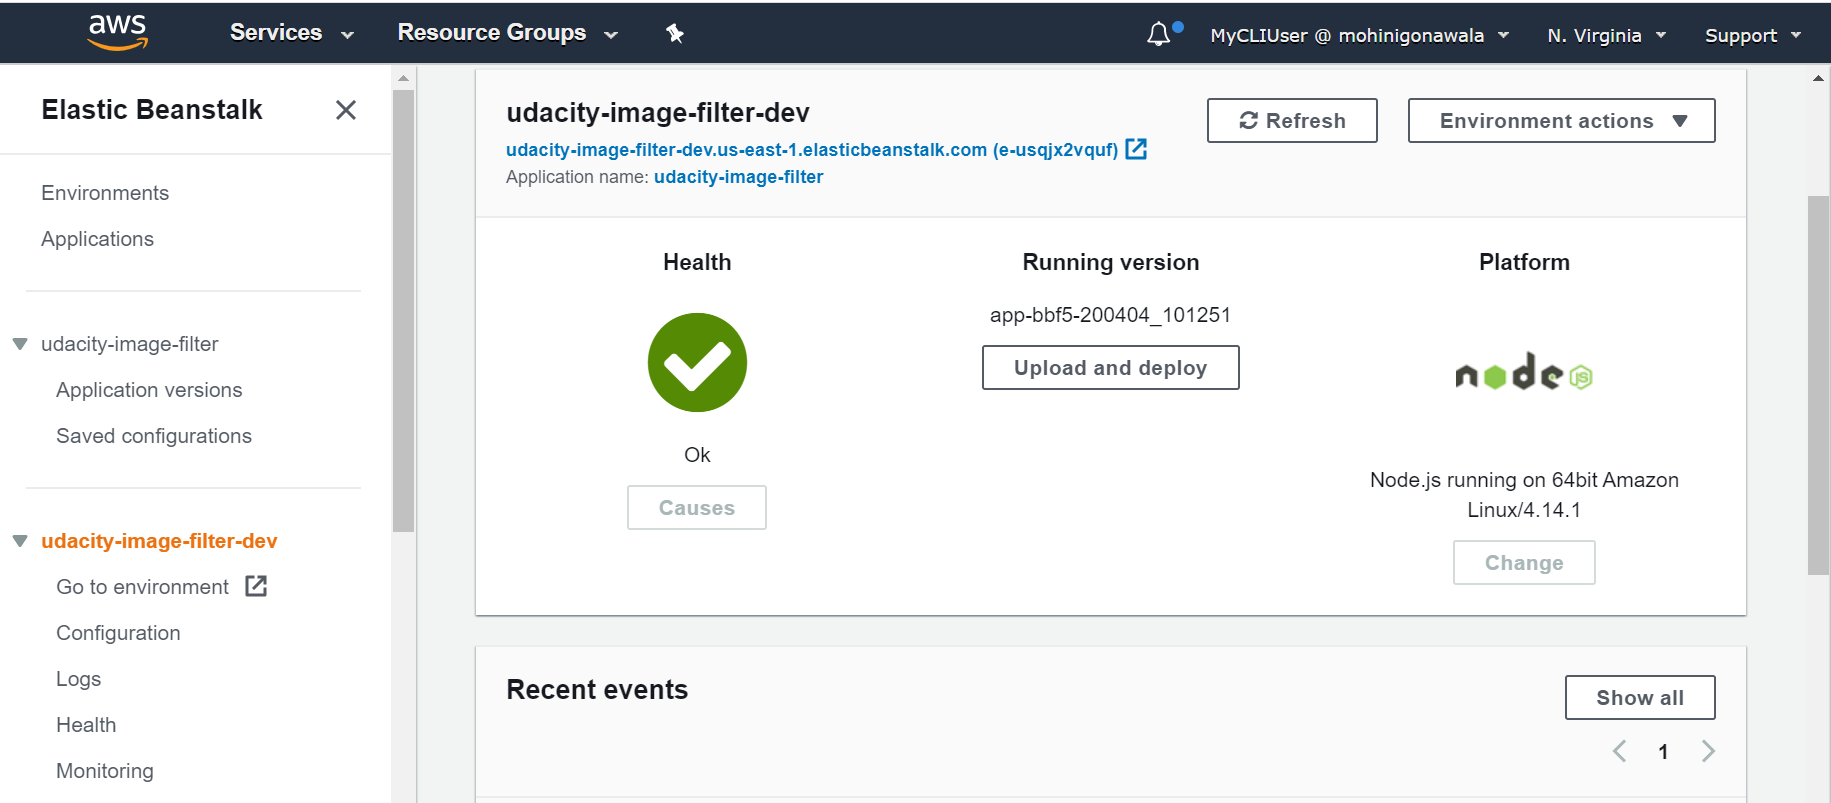 aws
Services
Resource Groups
MyCLIUser @ mohinigonawala
N. Virginia
Support
Elastic Beanstalk
Environments
Applications
udacity-image-filter
Application versions
Saved configurations
udacity-image-filter-dev
Go to environment
Configuration
Logs
Health
Monitoring
udacity-image-filter-dev
udacity-image-filter-dev.us-east-1.elasticbeanstalk.com (e-usqjx2vquf)
Application name: udacity-image-filter
Refresh
Environment actions
Health
Ok
Causes
Running version
app-bbf5-200404_101251
Upload and deploy
Platform
node JS
Node.js running on 64bit Amazon
Linux/4.14.1
Change
Recent events
Show all
1